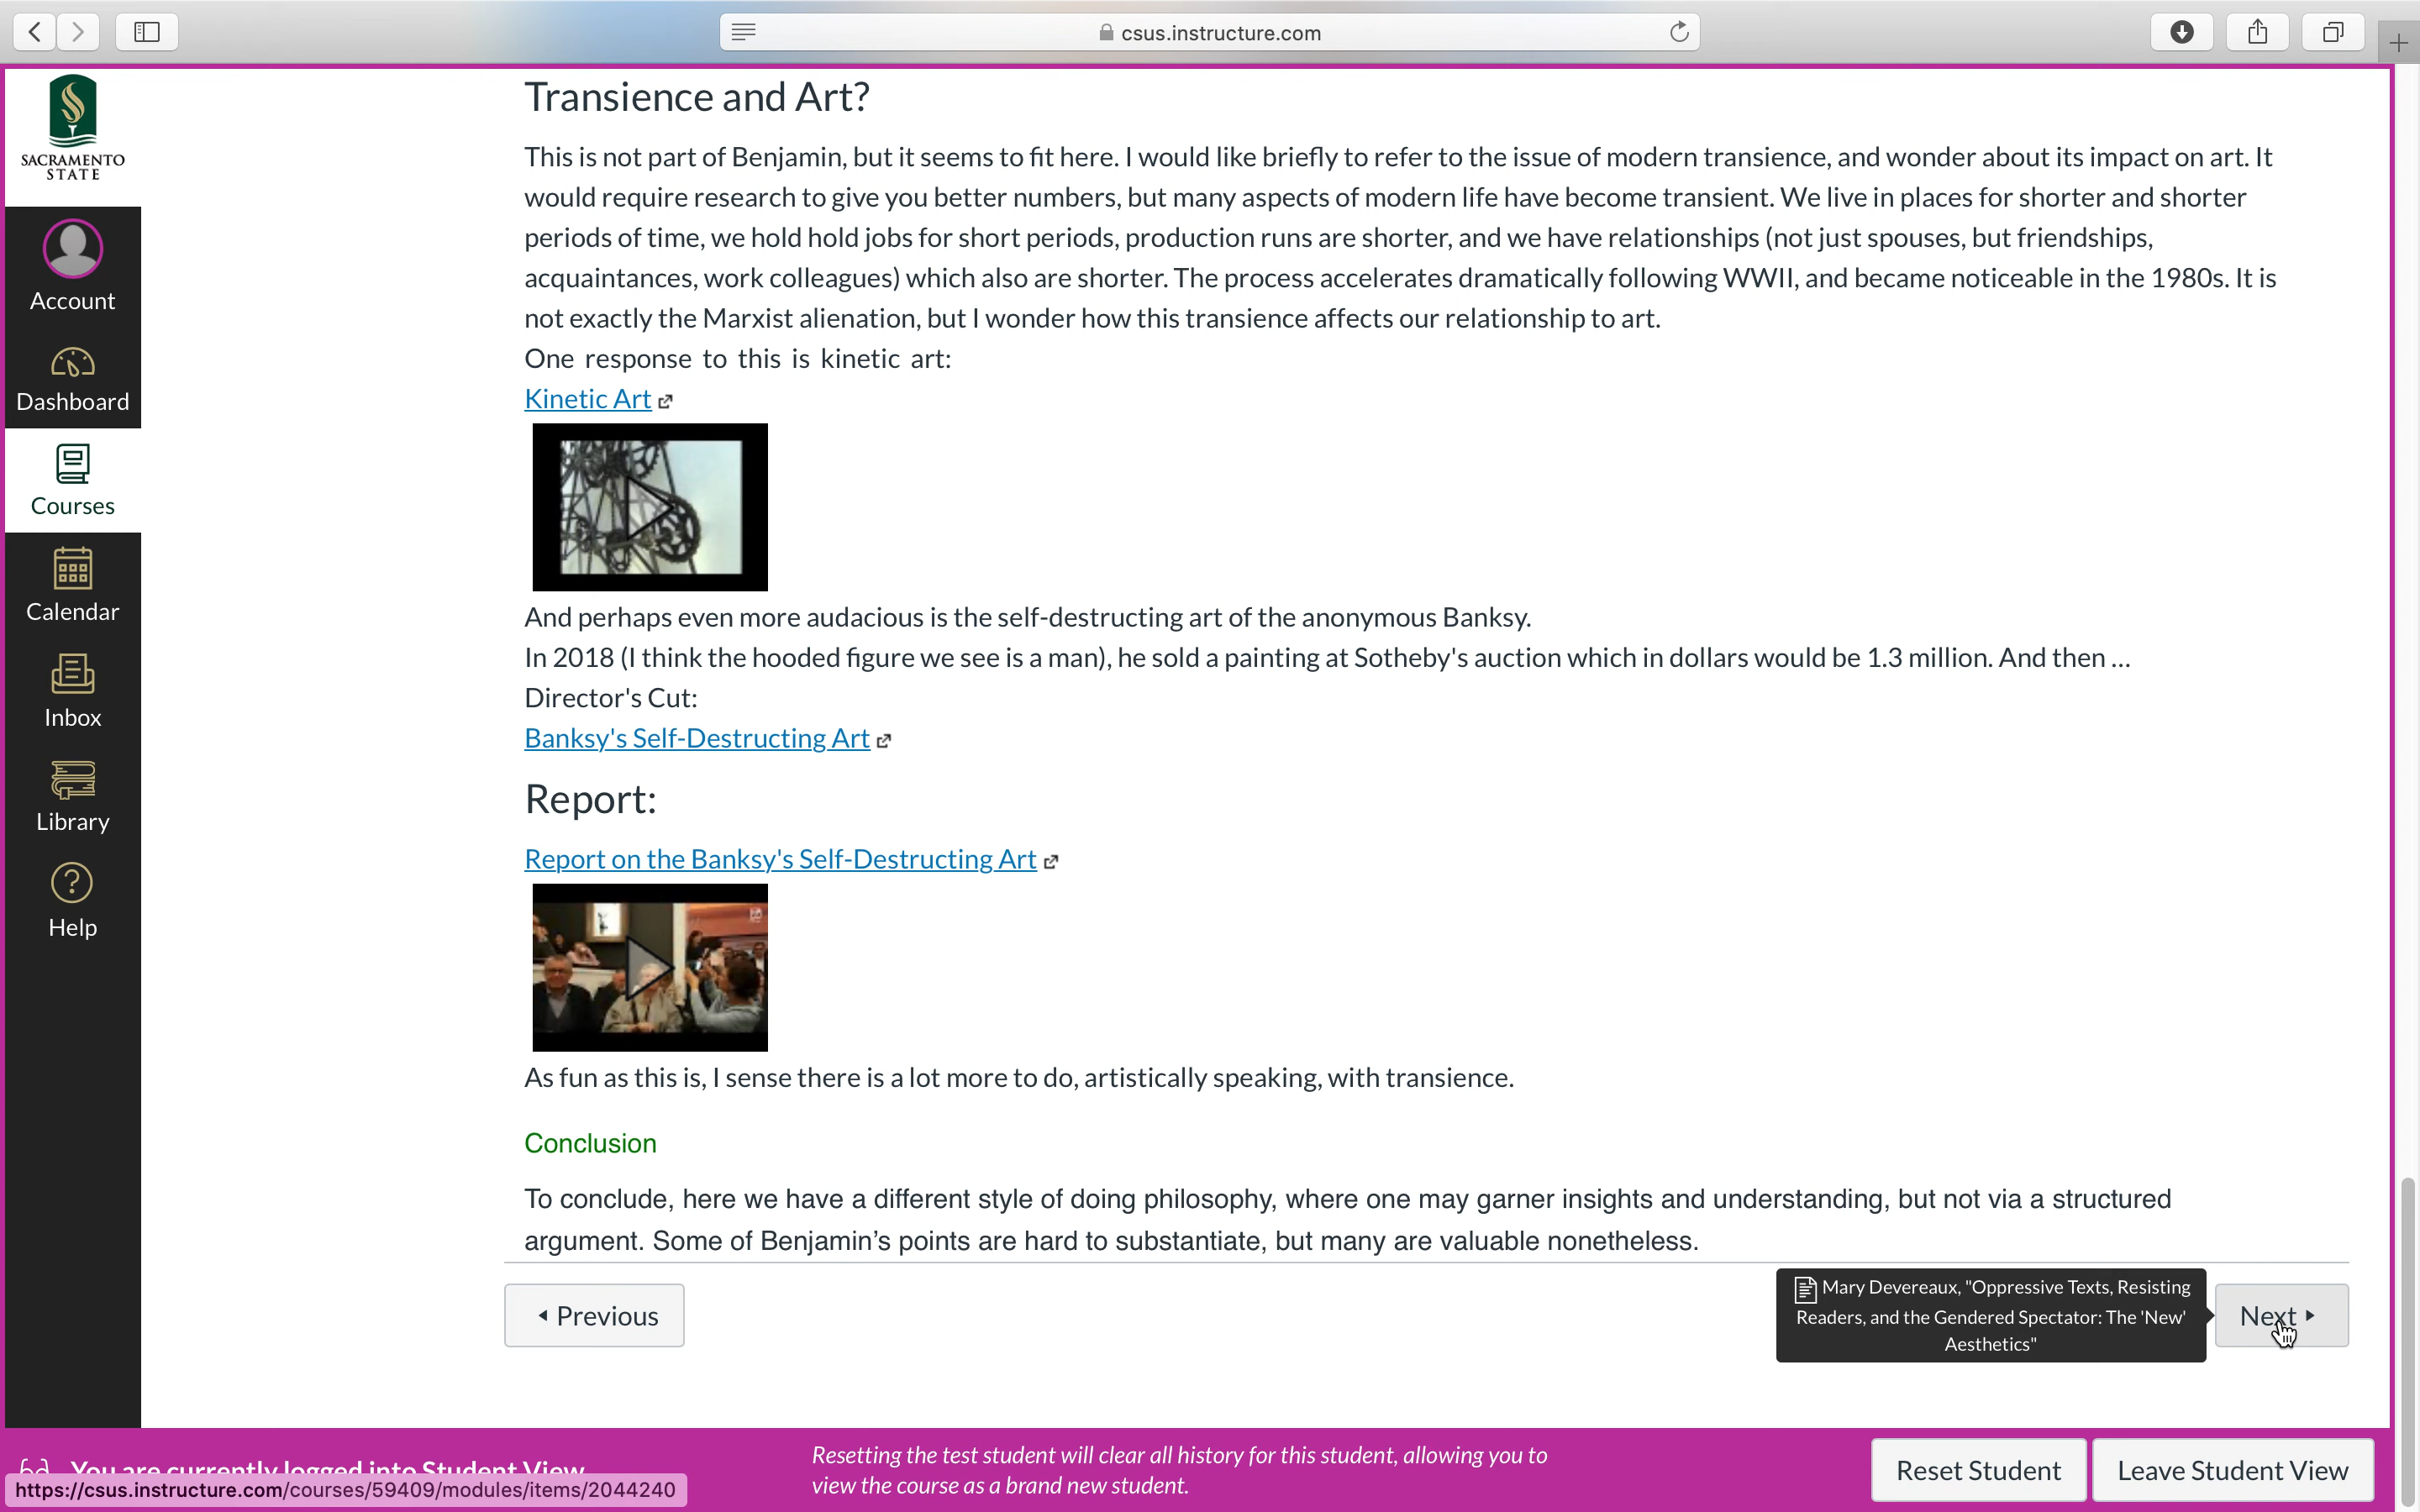 csus.instructure.com
SACRAMENTO
STATE
Account
Dashboard
Courses
Calendar
Inbox
Library
Help
Transience and Art?
This is not part of Benjamin, but it seems to fit here. I would like briefly to refer to the issue of modern transience, and wonder about its impact on art. It
would require research to give you better numbers, but many aspects of modern life have become transient. We live in places for shorter and shorter
periods of time, we hold hold jobs for short periods, production runs are shorter, and we have relationships (not just spouses, but friendships,
acquaintances, work colleagues) which also are shorter. The process accelerates dramatically following WWII, and became noticeable in the 1980s. It is
not exactly the Marxist alienation, but I wonder how this transience affects our relationship to art.
One response to this is kinetic art:
Kinetic Art
And perhaps even more audacious is the self-destructing art of the anonymous Banksy.
In 2018 (I think the hooded figure we see is a man), he sold a painting at Sotheby's auction which in dollars would be 1.3 million. And then ...
Director's Cut:
Banksy's Self-Destructing Art
Report:
Report on the Banksy's Self-Destructing Art
As fun as this is, I sense there is a lot more to do, artistically speaking, with transience.
Conclusion
To conclude, here we have a different style of doing philosophy, where one may garner insights and understanding, but not via a structured
argument. Some of Benjamin’s points are hard to substantiate, but many are valuable nonetheless.
Previous
Mary Devereaux, "Oppressive Texts, Resisting
Readers, and the Gendered Spectator: The 'New'
Aesthetics"
Next
You are currently logged into Student View
https://csus.instructure.com/courses/59409/modules/items/2044240
Resetting the test student will clear all history for this student, allowing you to
view the course as a brand new student.
Reset Student
Leave Student View